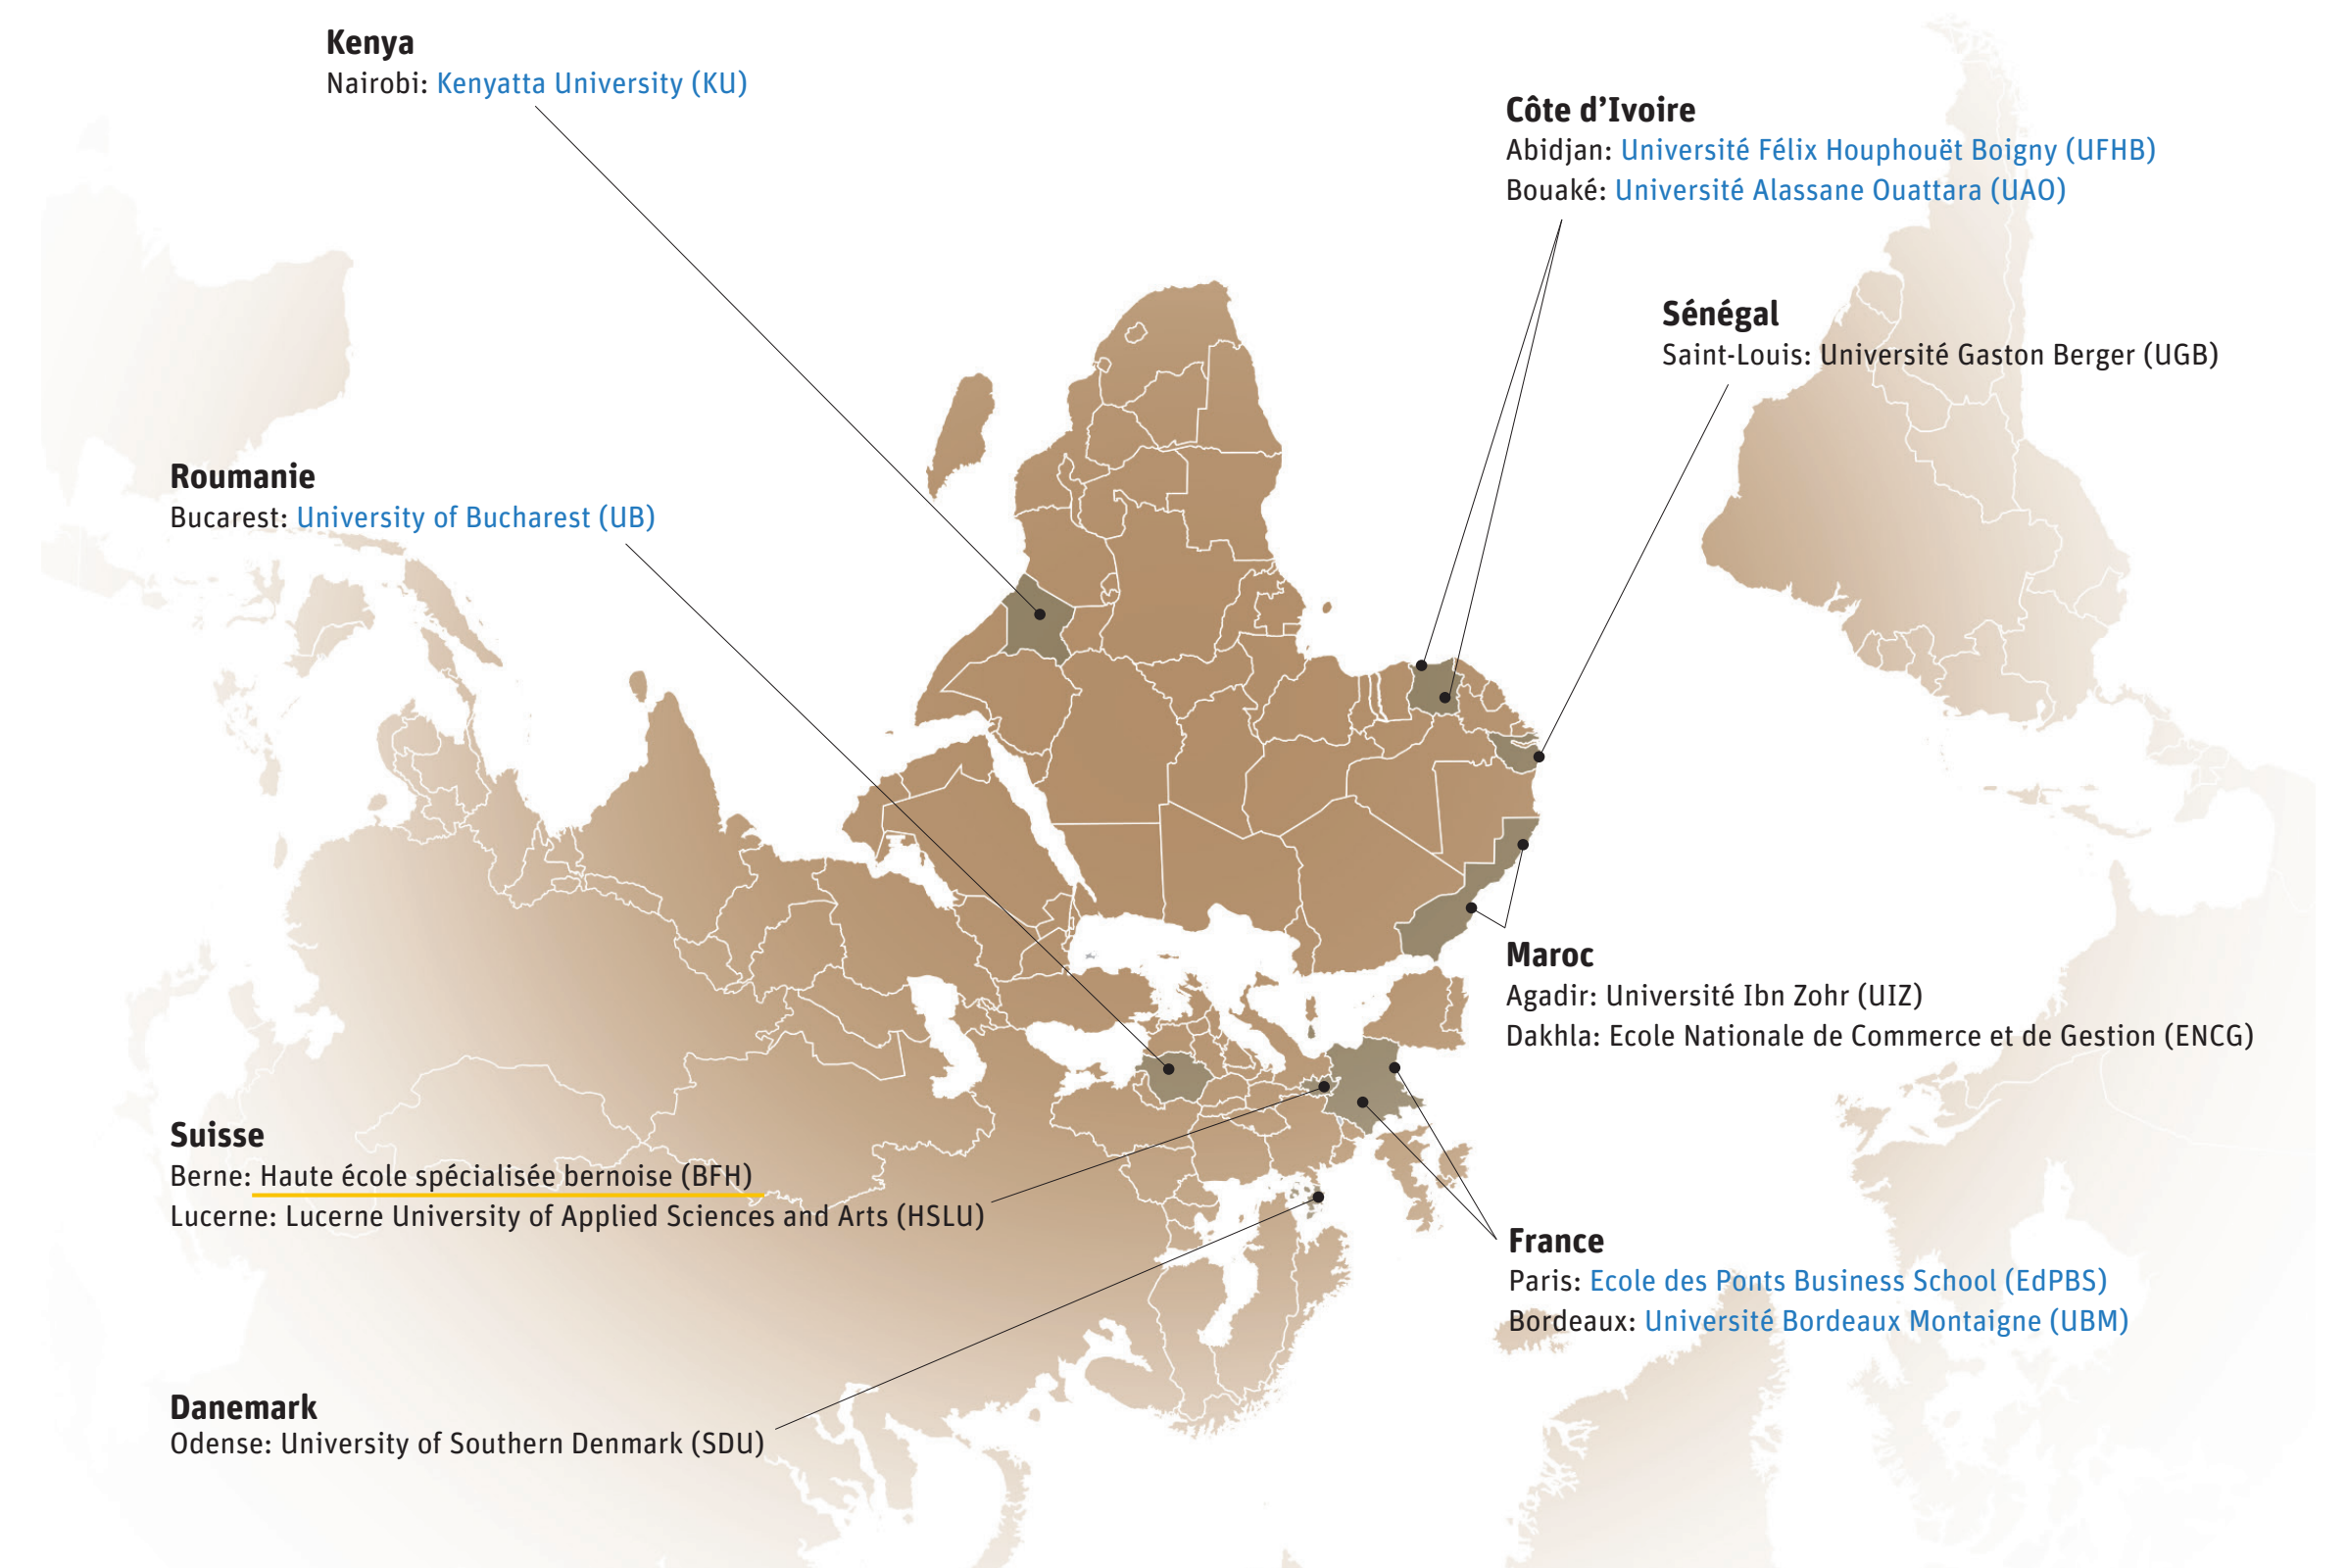 Kenya
Nairobi: Kenyatta University (KU)
Côte d’Ivoire
Abidjan: Université Félix Houphouët Boigny (UFHB)
Bouaké: Université Alassane Ouattara (UAO)
Sénégal
Saint-Louis: Université Gaston Berger (UGB)
Roumanie
Bucarest: University of Bucharest (UB)
Maroc
Agadir: Université Ibn Zohr (UIZ)
Dakhla: Ecole Nationale de Commerce et de Gestion (ENCG)
Suisse
Berne: Haute école spécialisée bernoise (BFH)
Lucerne: Lucerne University of Applied Sciences and Arts (HSLU)
France
Paris: Ecole des Ponts Business School (EdPBS)
Bordeaux: Université Bordeaux Montaigne (UBM)
Danemark
Odense: University of Southern Denmark (SDU)